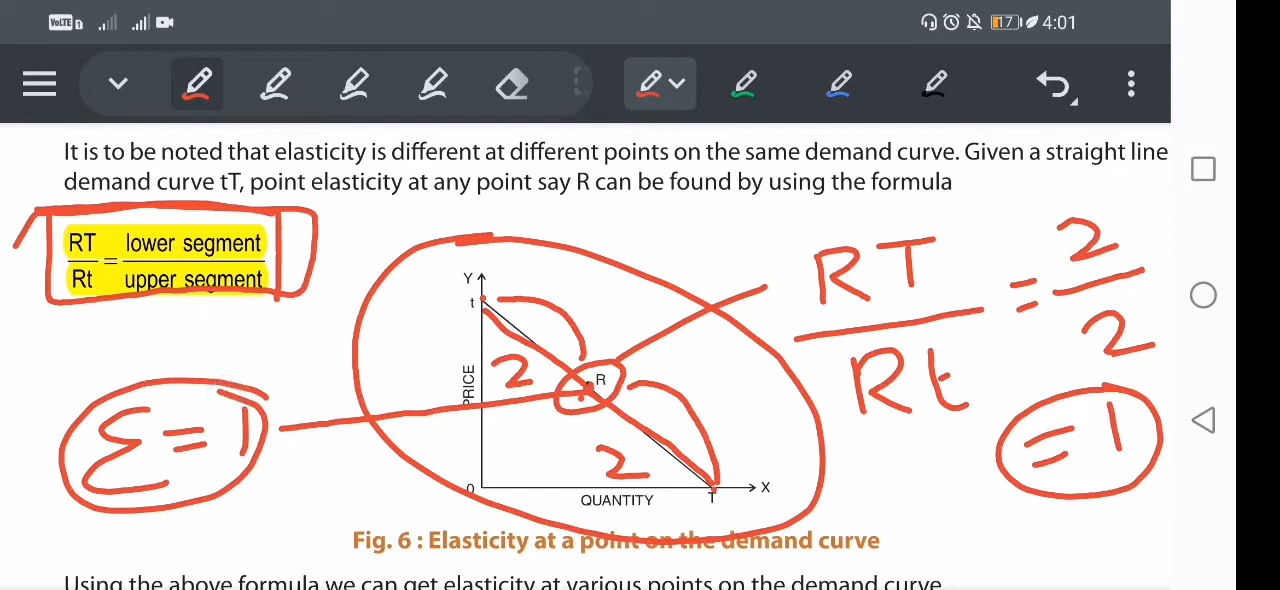 VoLTE 17 4:01
It is to be noted that elasticity is different at different points on the same demand curve. Given a straight line
demand curve tT, point elasticity at any point say R can be found by using the formula
RT/Rt = lower segment/upper segment
RT/Rt = 2/2
= 1
Y
t
PRICE
2
R
2
Σ = 1
0
QUANTITY
T
X
Fig. 6 : Elasticity at a point on the demand curve
Using the above formula we can get elasticity at various points on the demand curve